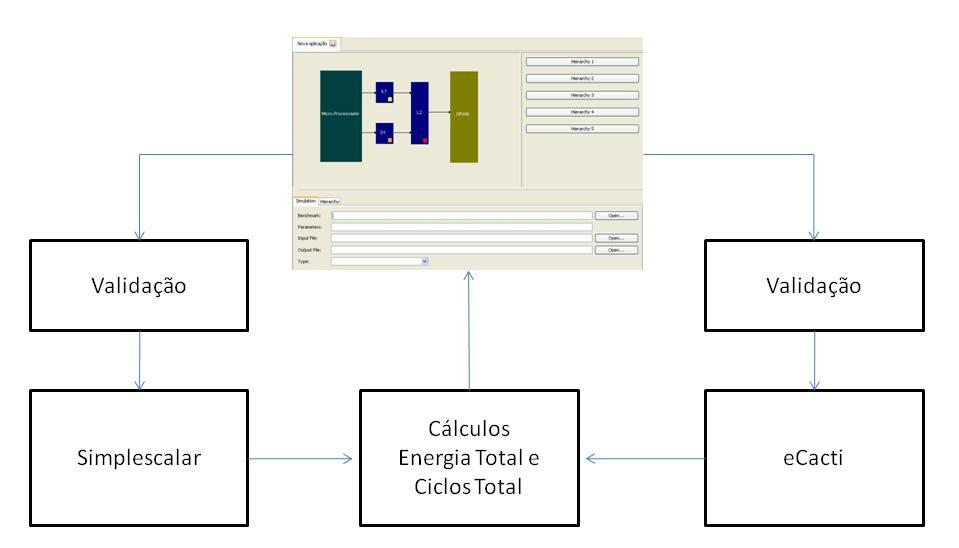 Nova aplicação
Micro-Processador
IL1
D1
L2
DRAM
Hierarchy 1
Hierarchy 2
Hierarchy 3
Hierarchy 4
Hierarchy 5
Simulation Hierarchy
Benchmark: Open...
Parameters:
Input File: Open...
Output File: Open...
Type:
Validação
Validação
Simplescalar
Cálculos
Energia Total e
Ciclos Total
eCacti